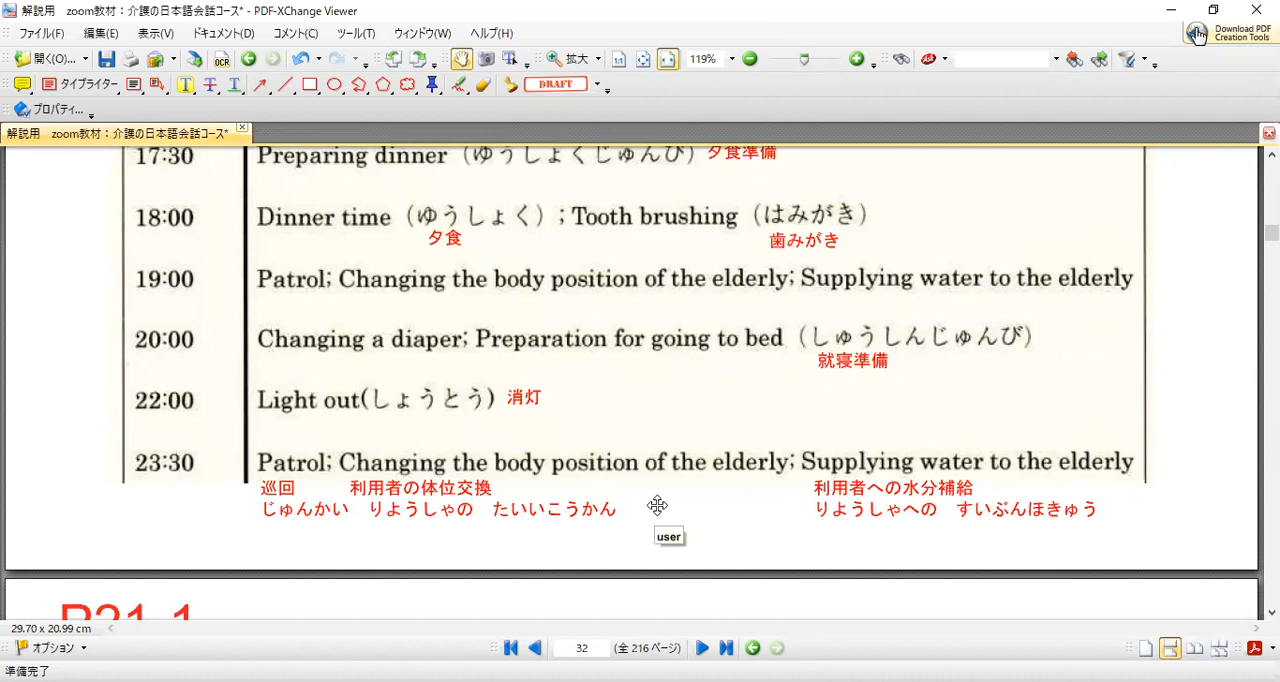 解説用 zoom教材：介護の日本語会話コース* - PDF-XChange Viewer
ファイル(F) 編集(E) 表示(V) ドキュメント(D) コメント(C) ツール(T) ウィンドウ(W) ヘルプ(H)
Download PDF
Creation Tools
開く(O)... OCR 拡大 119%
タイプライター DRAFT
プロパティ...
解説用 zoom教材：介護の日本語会話コース*
17:30 Preparing dinner （ゆうしょくじゅんび）夕食準備
18:00 Dinner time （ゆうしょく）; Tooth brushing （はみがき）
夕食 歯みがき
19:00 Patrol; Changing the body position of the elderly; Supplying water to the elderly
20:00 Changing a diaper; Preparation for going to bed （しゅうしんじゅんび）
就寝準備
22:00 Light out(しょうとう) 消灯
23:30 Patrol; Changing the body position of the elderly; Supplying water to the elderly
巡回 利用者の体位交換 利用者への水分補給
じゅんかい りようしゃの たいいこうかん りようしゃへの すいぶんほきゅう
user
P21-1
29.70 x 20.99 cm
オプション 32 (全 216 ページ)
準備完了